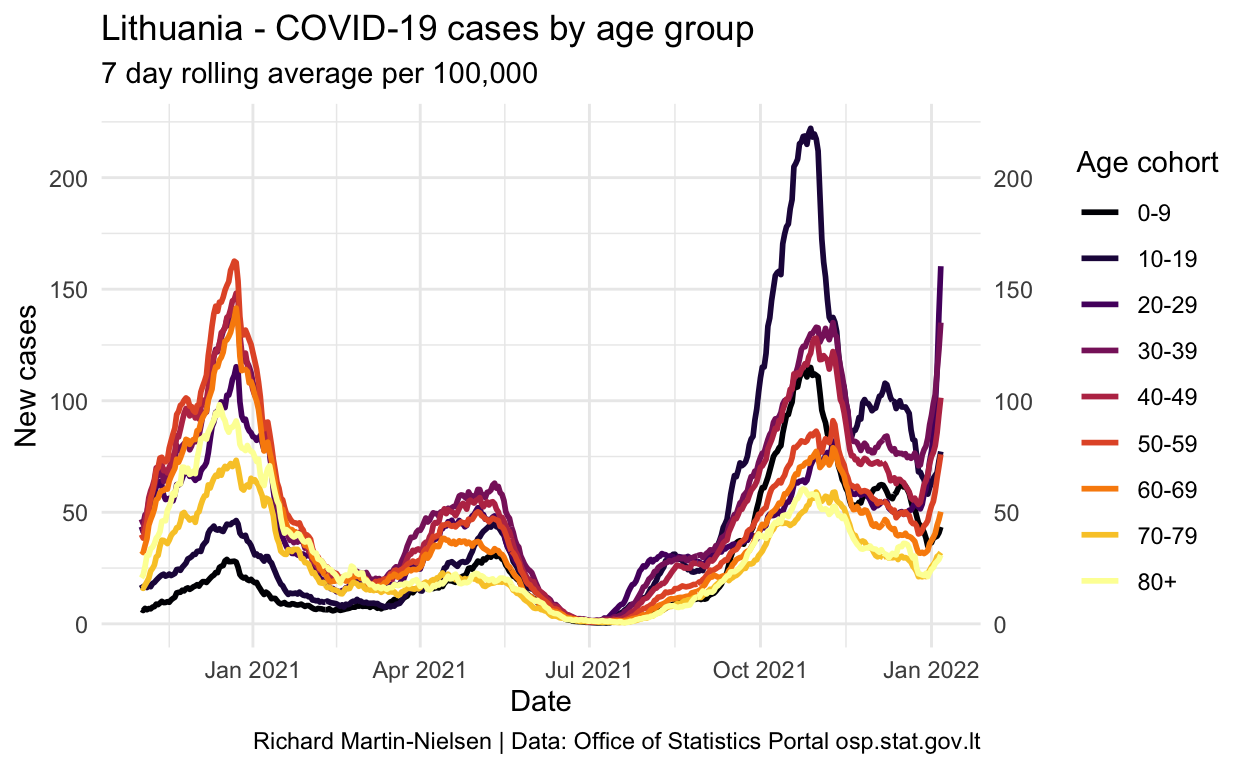 Lithuania - COVID-19 cases by age group
7 day rolling average per 100,000
New cases
200
150
100
50
0
200
150
100
50
0
Jan 2021 Apr 2021 Jul 2021 Oct 2021 Jan 2022
Date
Age cohort
0-9
10-19
20-29
30-39
40-49
50-59
60-69
70-79
80+
Richard Martin-Nielsen | Data: Office of Statistics Portal osp.stat.gov.lt